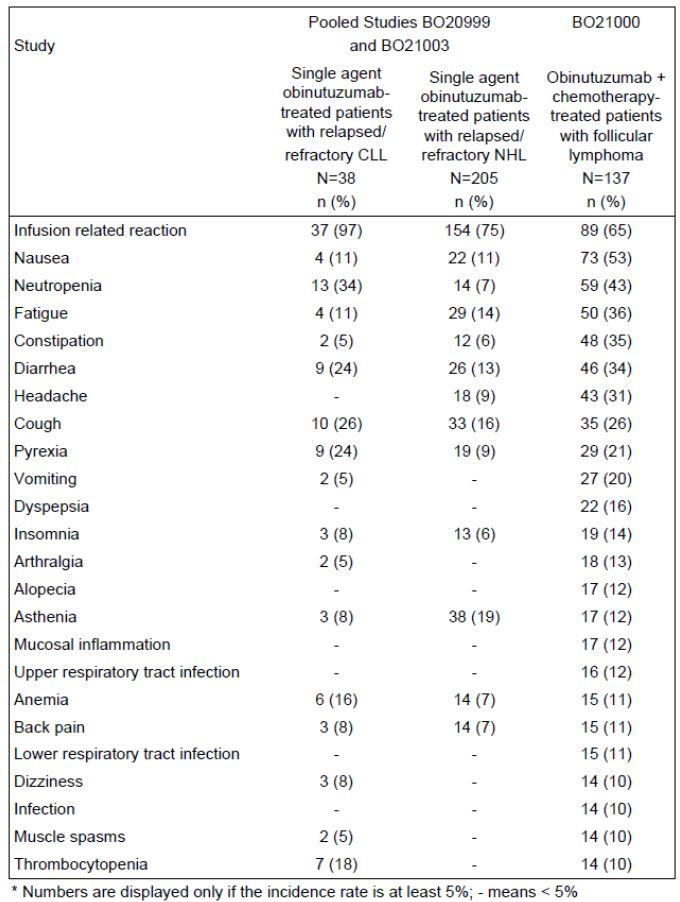 Study Pooled Studies BO20999 and BO21003 BO21000
Single agent obinutuzumab-treated patients with relapsed/refractory CLL Single agent obinutuzumab-treated patients with relapsed/refractory NHL Obinutuzumab + chemotherapy-treated patients with follicular lymphoma
N=38 N=205 N=137
n (%) n (%) n (%)
Infusion related reaction 37 (97) 154 (75) 89 (65)
Nausea 4 (11) 22 (11) 73 (53)
Neutropenia 13 (34) 14 (7) 59 (43)
Fatigue 4 (11) 29 (14) 50 (36)
Constipation 2 (5) 12 (6) 48 (35)
Diarrhea 9 (24) 26 (13) 46 (34)
Headache - 18 (9) 43 (31)
Cough 10 (26) 33 (16) 35 (26)
Pyrexia 9 (24) 19 (9) 29 (21)
Vomiting 2 (5) - 27 (20)
Dyspepsia - - 22 (16)
Insomnia 3 (8) 13 (6) 19 (14)
Arthralgia 2 (5) - 18 (13)
Alopecia - - 17 (12)
Asthenia 3 (8) 38 (19) 17 (12)
Mucosal inflammation - - 17 (12)
Upper respiratory tract infection - - 16 (12)
Anemia 6 (16) 14 (7) 15 (11)
Back pain 3 (8) 14 (7) 15 (11)
Lower respiratory tract infection - - 15 (11)
Dizziness 3 (8) - 14 (10)
Infection - - 14 (10)
Muscle spasms 2 (5) - 14 (10)
Thrombocytopenia 7 (18) - 14 (10)
* Numbers are displayed only if the incidence rate is at least 5%; - means < 5%